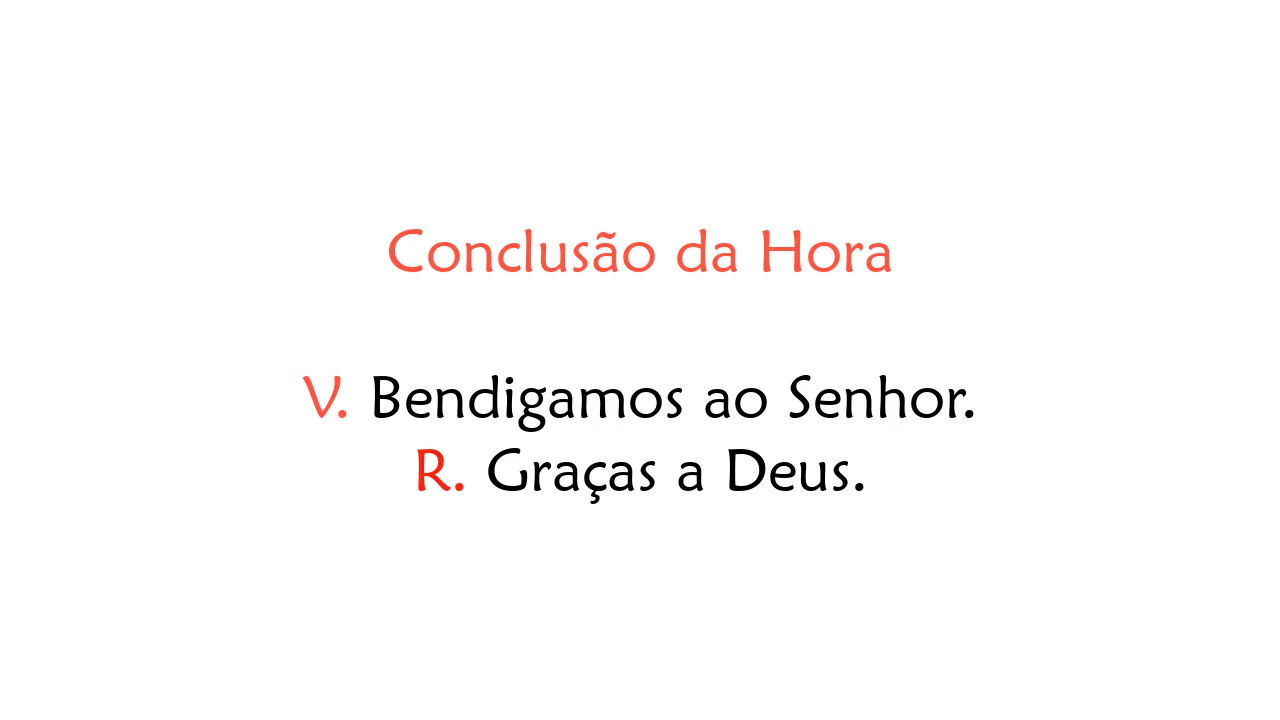 Conclusão da Hora
V. Bendigamos ao Senhor.
R. Graças a Deus.